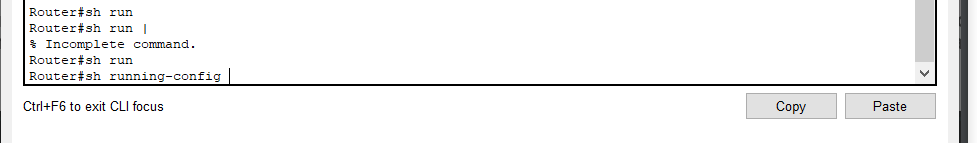 Router#sh run
Router#sh run |
% Incomplete command.
Router#sh run
Router#sh running-config
Ctrl+F6 to exit CLI focus
Copy
Paste